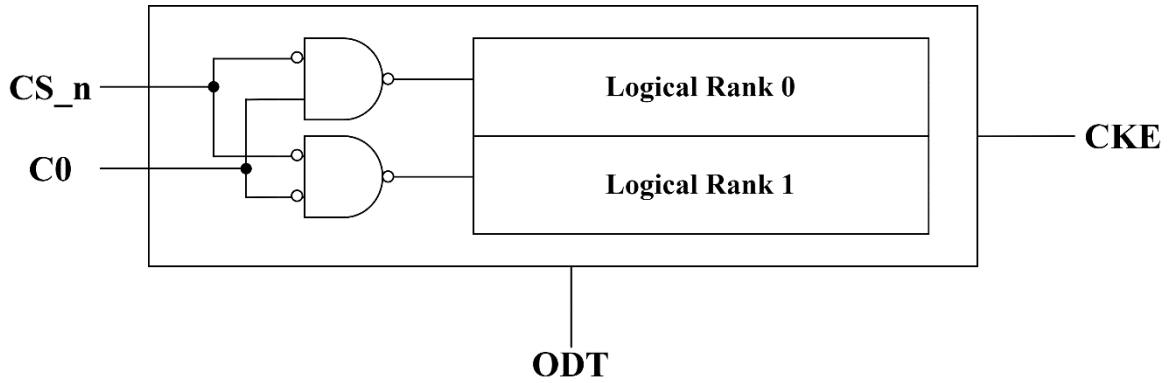 CS_n
C0
Logical Rank 0
Logical Rank 1
CKE
ODT